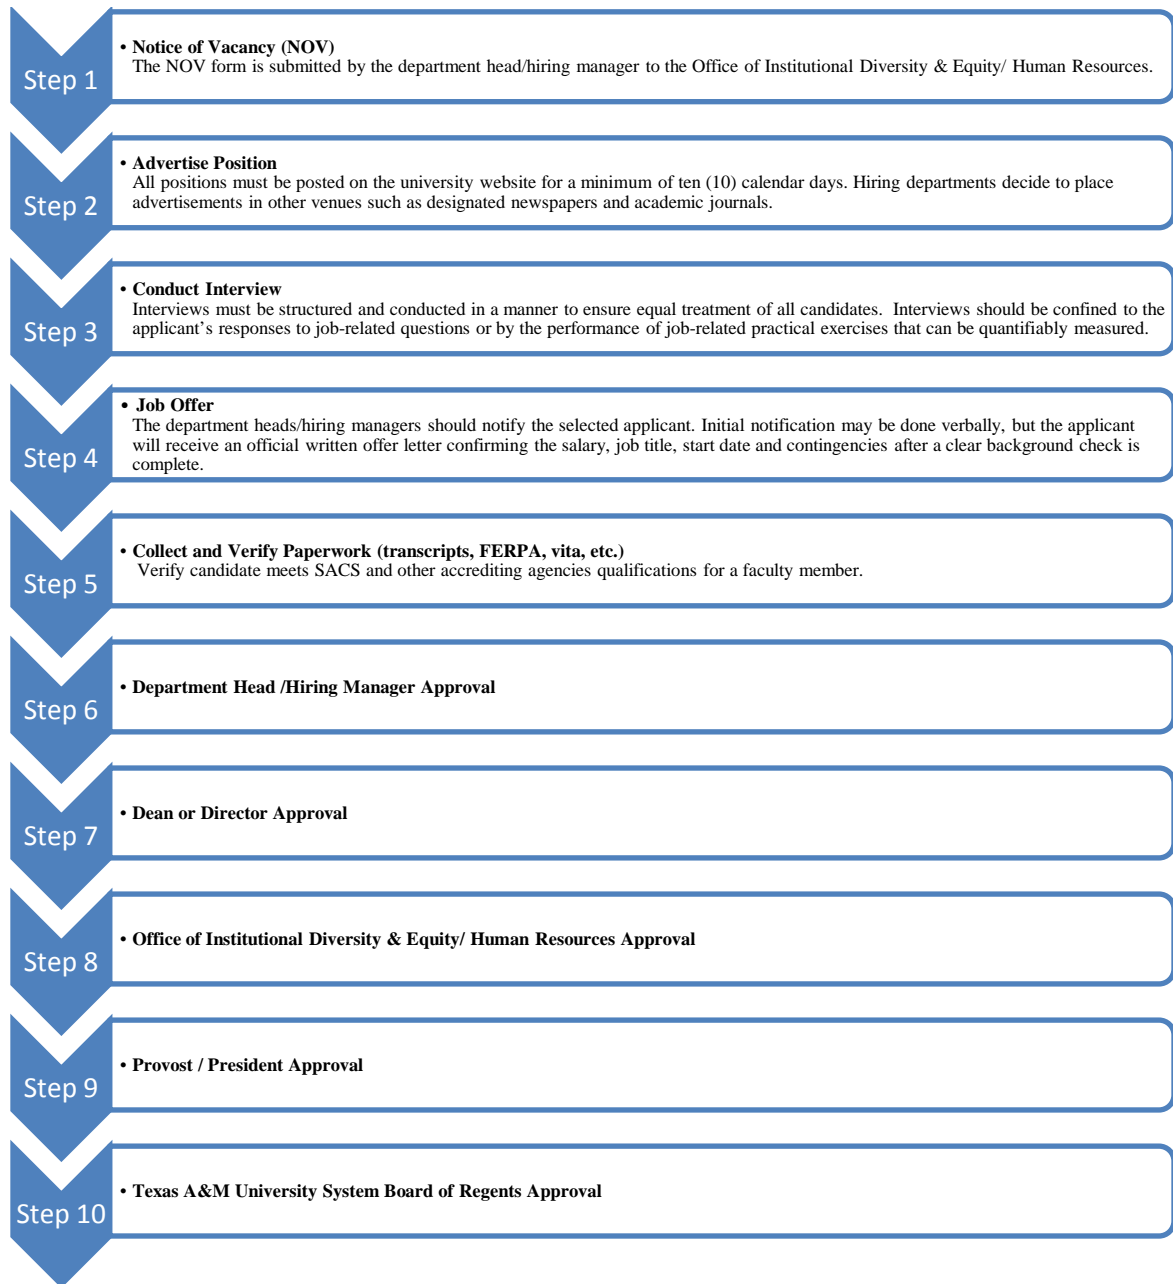 Step 1
• Notice of Vacancy (NOV)
The NOV form is submitted by the department head/hiring manager to the Office of Institutional Diversity & Equity/ Human Resources.
Step 2
• Advertise Position
All positions must be posted on the university website for a minimum of ten (10) calendar days. Hiring departments decide to place
advertisements in other venues such as designated newspapers and academic journals.
Step 3
• Conduct Interview
Interviews must be structured and conducted in a manner to ensure equal treatment of all candidates.  Interviews should be confined to the
applicant's responses to job-related questions or by the performance of job-related practical exercises that can be quantifiably measured.
Step 4
• Job Offer
The department heads/hiring managers should notify the selected applicant. Initial notification may be done verbally, but the applicant
will receive an official written offer letter confirming the salary, job title, start date and contingencies after a clear background check is
complete.
Step 5
• Collect and Verify Paperwork (transcripts, FERPA, vita, etc.)
Verify candidate meets SACS and other accrediting agencies qualifications for a faculty member.
Step 6
• Department Head /Hiring Manager Approval
Step 7
• Dean or Director Approval
Step 8
• Office of Institutional Diversity & Equity/ Human Resources Approval
Step 9
• Provost / President Approval
Step 10
• Texas A&M University System Board of Regents Approval